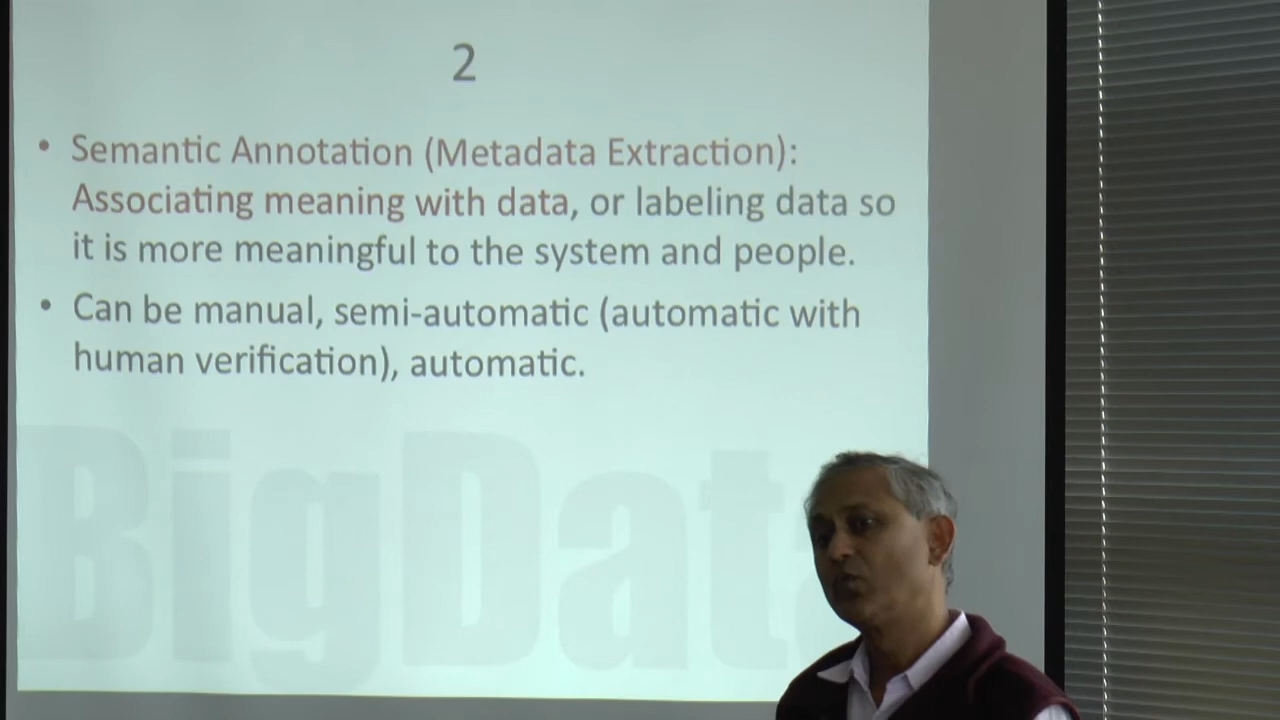 2
• Semantic Annotation (Metadata Extraction):
Associating meaning with data, or labeling data so
it is more meaningful to the system and people.
• Can be manual, semi-automatic (automatic with
human verification), automatic.
BigData